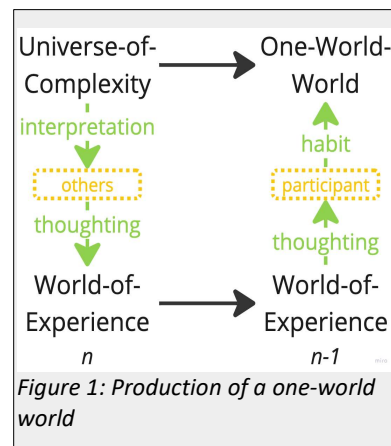 Universe-of-
Complexity
One-World-
World
interpretation
habit
others
participant
thoughting
thoughting
World-of-
Experience
World-of-
Experience
n
n-1
miro
Figure 1: Production of a one-world
world